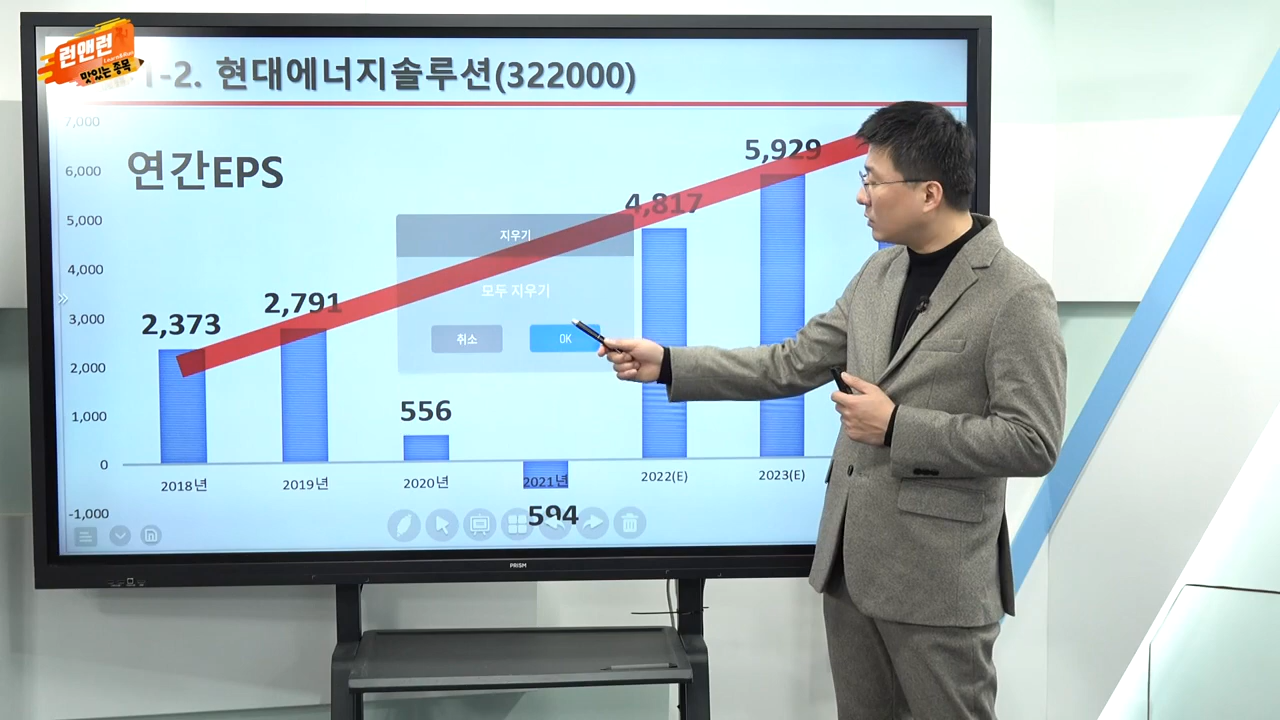 런앤런
Learn&Run
맛있는 종목
1-2. 현대에너지솔루션(322000)
7,000
6,000
5,000
4,000
3,000
2,000
1,000
0
-1,000
연간EPS
2,373
2,791
556
594
4,817
5,929
2018년
2019년
2020년
2021년
2022(E)
2023(E)
지우기
모두 지우기
취소
OK
PRISM